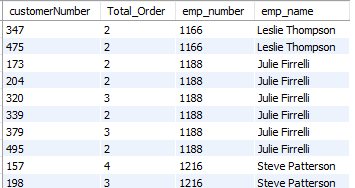 customerNumber Total_Order emp_number emp_name
347 2 1166 Leslie Thompson
475 2 1166 Leslie Thompson
173 2 1188 Julie Firrelli
204 2 1188 Julie Firrelli
320 3 1188 Julie Firrelli
339 2 1188 Julie Firrelli
379 3 1188 Julie Firrelli
495 2 1188 Julie Firrelli
157 4 1216 Steve Patterson
198 3 1216 Steve Patterson